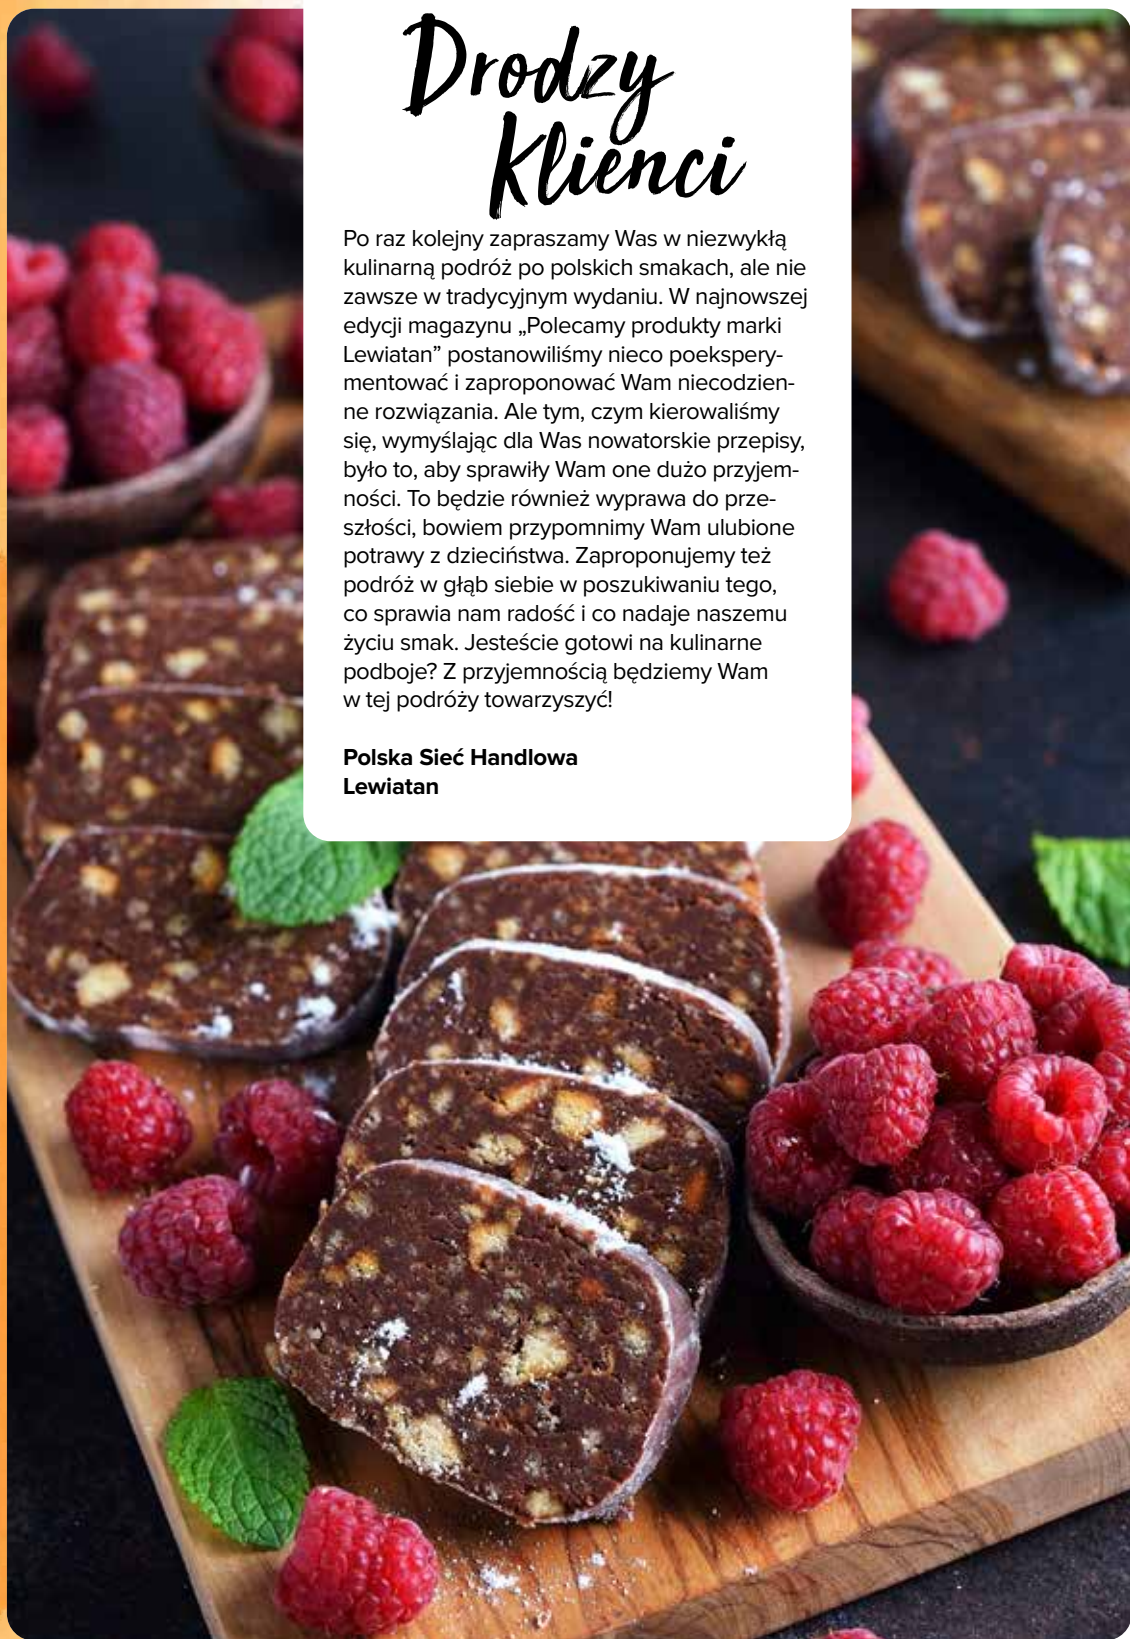 Drodzy
Klienci
Po raz kolejny zapraszamy Was w niezwykłą
kulinarną podróż po polskich smakach, ale nie
zawsze w tradycyjnym wydaniu. W najnowszej
edycji magazynu „Polecamy produkty marki
Lewiatan” postanowiliśmy nieco poekspery-
mentować i zaproponować Wam niecodzien-
ne rozwiązania. Ale tym, czym kierowaliśmy
się, wymyślając dla Was nowatorskie przepisy,
było to, aby sprawiły Wam one dużo przyjem-
ności. To będzie również wyprawa do prze-
szłości, bowiem przypomnimy Wam ulubione
potrawy z dzieciństwa. Zaproponujemy też
podróż w głąb siebie w poszukiwaniu tego,
co sprawia nam radość i co nadaje naszemu
życiu smak. Jesteście gotowi na kulinarne
podboje? Z przyjemnością będziemy Wam
w tej podróży towarzyszyć!
Polska Sieć Handlowa
Lewiatan